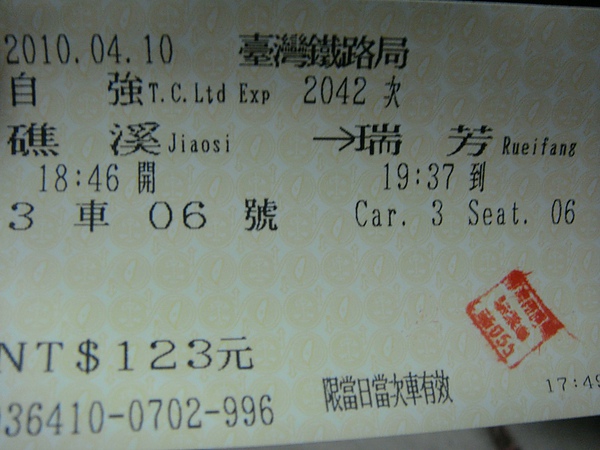 2010.04.10 臺灣鐵路局
自強 T.C.Ltd Exp 2042 次
礁溪 Jiaosi →瑞芳 Rueifang
18:46 開 19:37 到
3 車 06 號 Car. 3 Seat. 06
NT$123元
036410-0702-996 限當日當次車有效 17:49